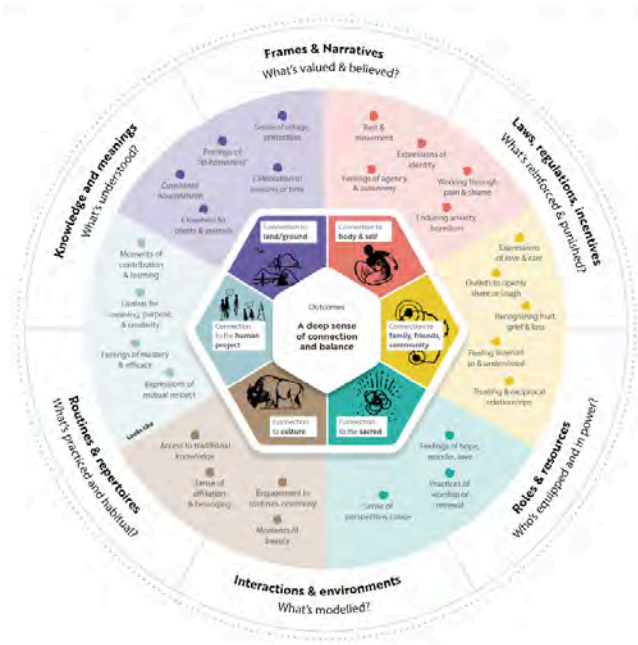 Frames & Narratives
What's valued & believed?
Laws, regulations, incentives
What's reinforced & punished?
Roles & resources
Who's equipped and in power?
Interactions & environments
What's modelled?
Routines & repertoires
What's practiced and habitual?
Knowledge and meanings
What's understood?
Sense of refuge,
protection
Feelings of
"at-homeness"
Celebration of
seasons or time
Consistent
nourishment
Closeness to
plants & animals
Rest &
movement
Expressions of
identity
Feelings of agency
& autonomy
Working through
pain & shame
Enduring anxiety,
boredom
Expressions
of love & care
Outlets to openly
share or laugh
Recognizing hurt,
grief & loss
Feeling listened
to & understood
Trusting & reciprocal
relationships
Feelings of hope,
wonder, awe
Practices of
worship or
renewal
Sense of
perspective, solace
Access to traditional
knowledge
Sense of
affiliation
& belonging
Engagement in
routines, ceremony
Moments of
beauty
Looks like
Moments of
contribution
& learning
Outlets for
meaning, purpose
& creativity
Feelings of mastery
& efficacy
Expressions of
mutual respect
Connection to
land/ground
Connection to
body & self
Connection to
family, friends,
community
Connection
to the sacred
Connection
to culture
Connection
to the human
project
Outcomes
A deep sense
of connection
and balance